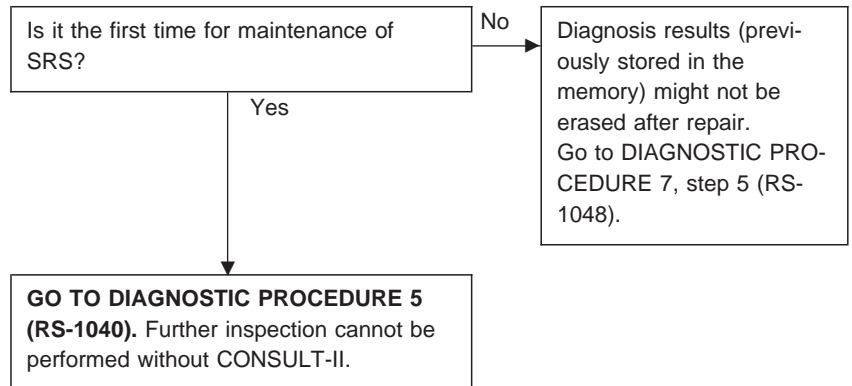 Is it the first time for maintenance of
SRS?
No
Diagnosis results (previ-
ously stored in the
memory) might not be
erased after repair.
Go to DIAGNOSTIC PRO-
CEDURE 7, step 5 (RS-
1048).
Yes
GO TO DIAGNOSTIC PROCEDURE 5
(RS-1040). Further inspection cannot be
performed without CONSULT-II.